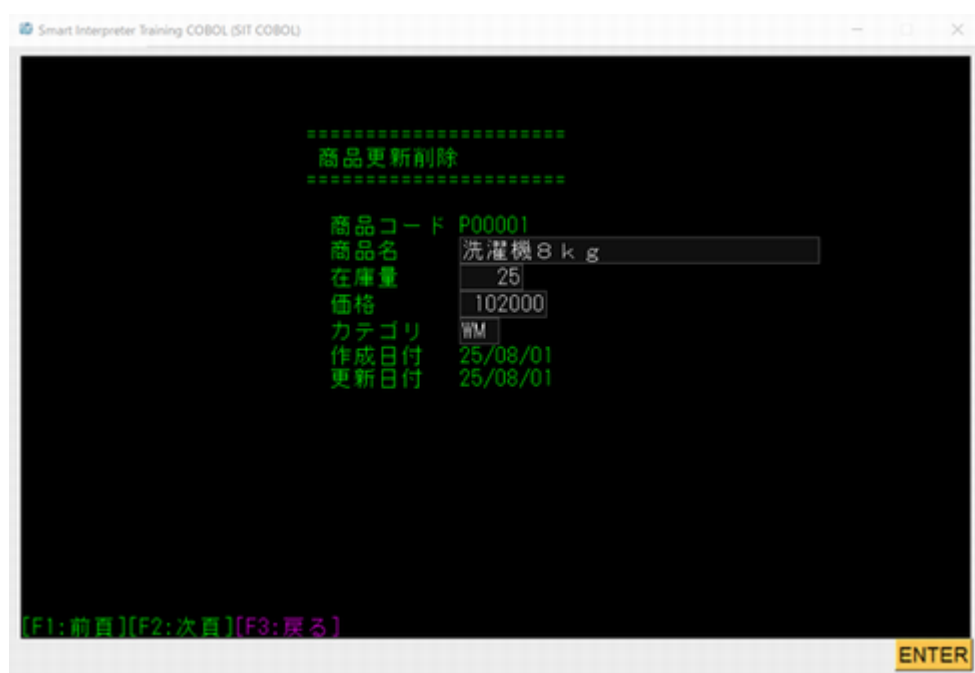 Smart Interpreter Training COBOL (SIT COBOL)
======================
商品更新削除
======================
商品コード P00001
商品名 洗濯機8kg
在庫量 25
価格 102000
カテゴリ WM
作成日付 25/08/01
更新日付 25/08/01
[F1:前頁][F2:次頁][F3:戻る]
ENTER